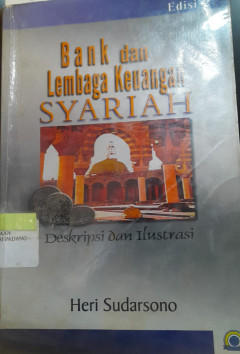 Edisi
Bank dan
Lembaga Keuangan
SYARIAH
Deskripsi dan Ilustrasi
Heri Sudarsono